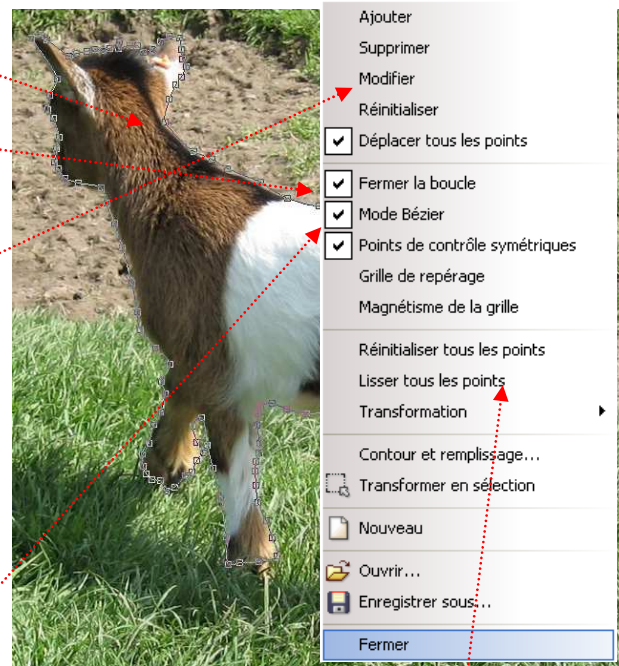 Ajouter
Supprimer
Modifier
Réinitialiser
Déplacer tous les points
Fermer la boucle
Mode Bézier
Points de contrôle symétriques
Grille de repérage
Magnétisme de la grille
Réinitialiser tous les points
Lisser tous les points
Transformation
Contour et remplissage...
Transformer en sélection
Nouveau
Ouvrir...
Enregistrer sous...
Fermer